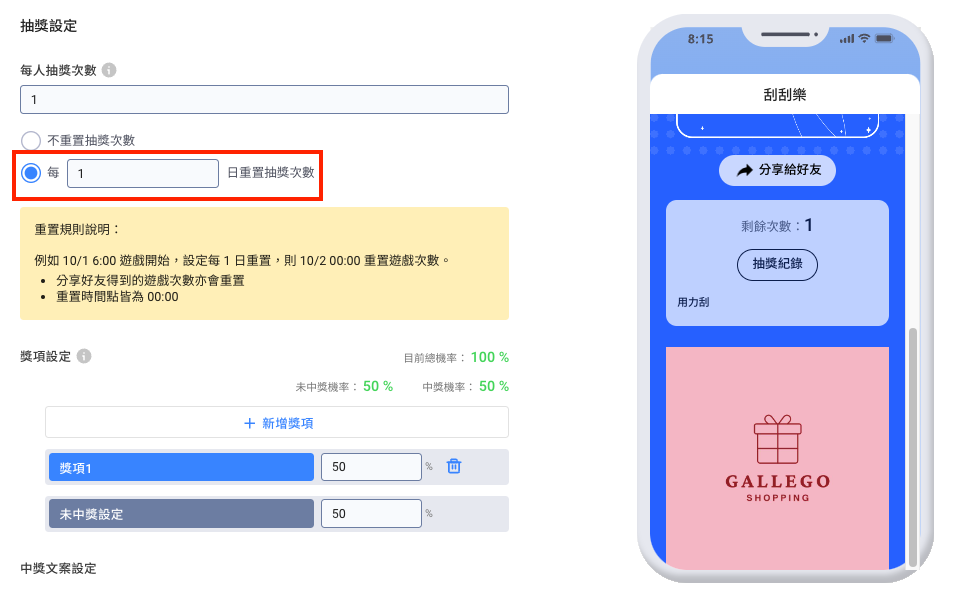 抽獎設定
每人抽獎次數
1
不重置抽獎次數
每 1 日重置抽獎次數
重置規則說明：
例如 10/1 6:00 遊戲開始，設定每 1 日重置，則 10/2 00:00 重置遊戲次數。
• 分享好友得到的遊戲次數亦會重置
• 重置時間點皆為 00:00
獎項設定
目前總機率： 100 %
未中獎機率： 50 % 中獎機率： 50 %
+ 新增獎項
獎項1 50 %
未中獎設定 50 %
中獎文案設定
8:15
刮刮樂
分享給好友
剩餘次數：1
抽獎紀錄
用力刮
GALLEGO
SHOPPING